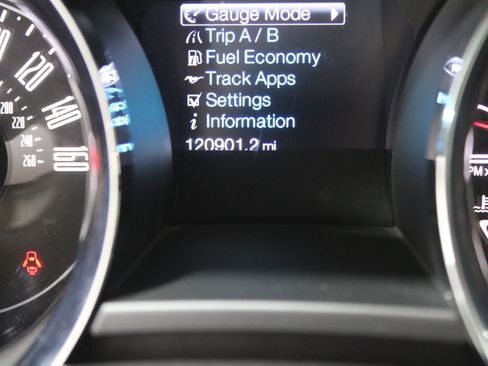 Gauge Mode
Trip A / B
Fuel Economy
Track Apps
Settings
i Information
120901.2 mi
120
140
160
200
220
240
260